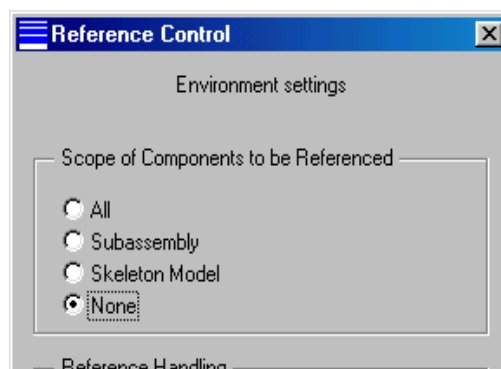 Reference Control
Environment settings
Scope of Components to be Referenced
All
Subassembly
Skeleton Model
None
Reference Handling